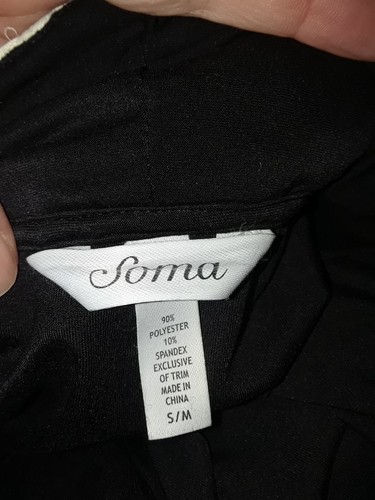 Soma
90%
POLYESTER
10%
SPANDEX
EXCLUSIVE
OF TRIM
MADE IN
CHINA
S/M